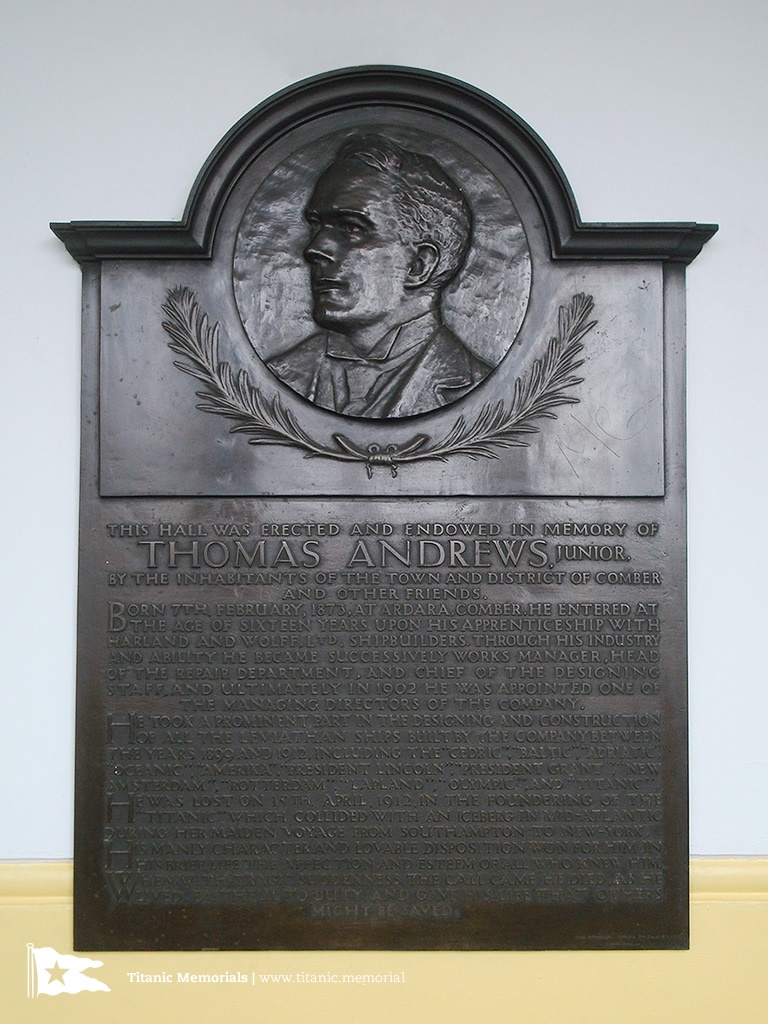 THIS HALL WAS ERECTED AND ENDOWED IN MEMORY OF
THOMAS ANDREWS, JUNIOR,
BY THE INHABITANTS OF THE TOWN AND DISTRICT OF COMBER
AND OTHER FRIENDS.
BORN 7TH, FEBRUARY, 1873, AT ARDARA, COMBER, HE ENTERED AT
THE AGE OF SIXTEEN YEARS UPON HIS APPRENTICESHIP WITH
HARLAND AND WOLFF, LTD, SHIPBUILDERS. THROUGH HIS INDUSTRY
AND ABILITY HE BECAME SUCCESSIVELY WORKS MANAGER, HEAD
OF THE REPAIR DEPARTMENT, AND CHIEF OF THE DESIGNING
STAFF, AND ULTIMATELY IN 1902 HE WAS APPOINTED ONE OF
THE MANAGING DIRECTORS OF THE COMPANY.
HE TOOK A PROMINENT PART IN THE DESIGNING AND CONSTRUCTION
OF ALL THE LEVIATHAN SHIPS BUILT BY THE COMPANY BETWEEN
THE YEARS 1899 AND 1912, INCLUDING THE "CEDRIC", "BALTIC", "ADRIATIC"
"OCEANIC", "AMERIKA", "PRESIDENT LINCOLN", "PRESIDENT GRANT", "NEW
AMSTERDAM", "ROTTERDAM", "LAPLAND", "OLYMPIC", AND "TITANIC".
HE WAS LOST ON 15TH, APRIL, 1912, IN THE FOUNDERING OF THE
"TITANIC" WHICH COLLIDED WITH AN ICEBERG IN MID-ATLANTIC
DURING HER MAIDEN VOYAGE FROM SOUTHAMPTON TO NEW-YORK.
HIS MANLY CHARACTER AND LOVABLE DISPOSITION WON FOR HIM IN
HIS BRIEF LIFE THE AFFECTION AND ESTEEM OF ALL WHO KNEW HIM.
WHEN THE CALL CAME HE DIED, AS HE
LIVED, DUTY, AND GAVE LIFE THAT OTHERS
MIGHT BE SAVED.
Titanic Memorials | www.titanic.memorial